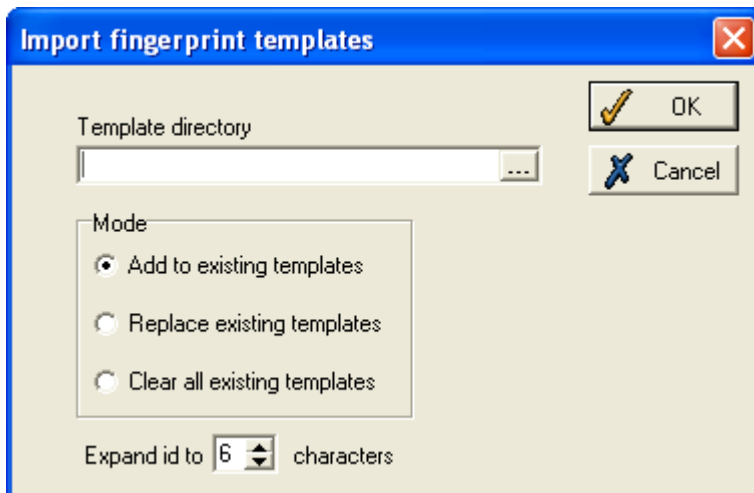 Import fingerprint templates
OK
Template directory
...
Cancel
Mode
Add to existing templates
Replace existing templates
Clear all existing templates
Expand id to 6 characters